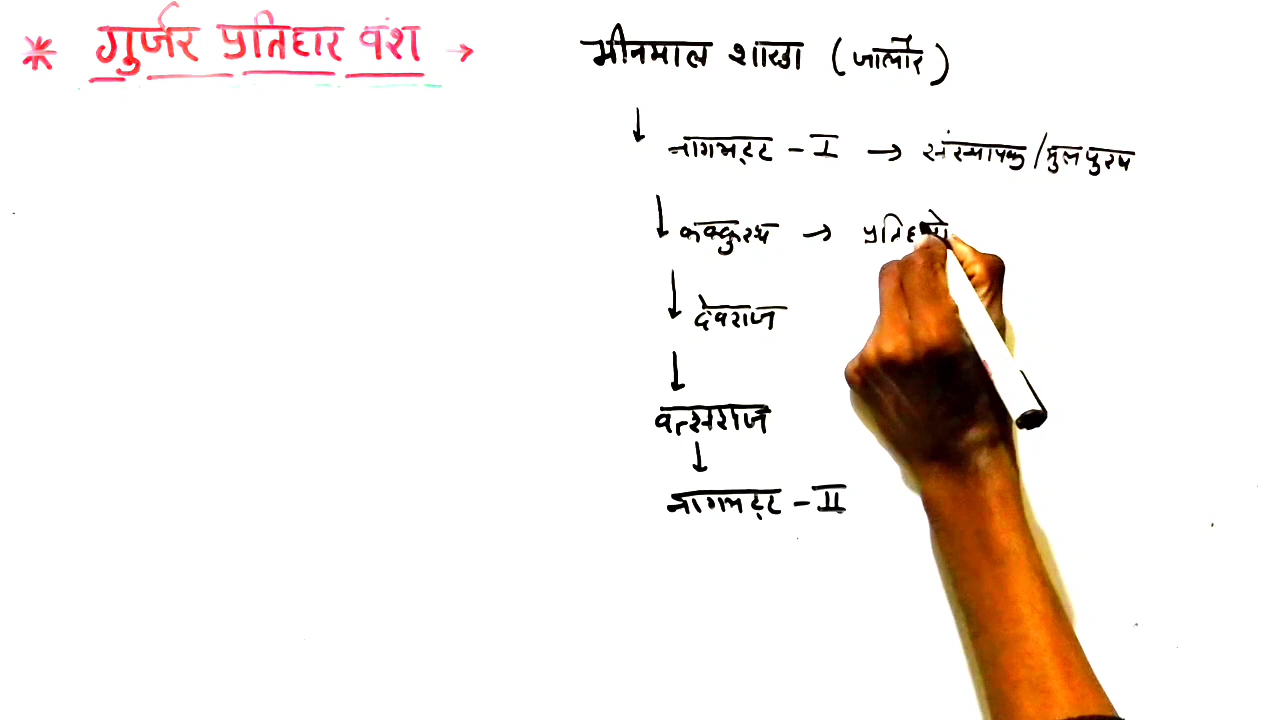 * गुर्जर प्रतिहार वंश →
भीनमाल शाखा (जालौर)
↓ नागभट्ट - I → संस्थापक/मुलपुरुष
↓ कक्कुस्थ →
↓ देवराज
↓
वत्सराज
↓
नागभट्ट - II